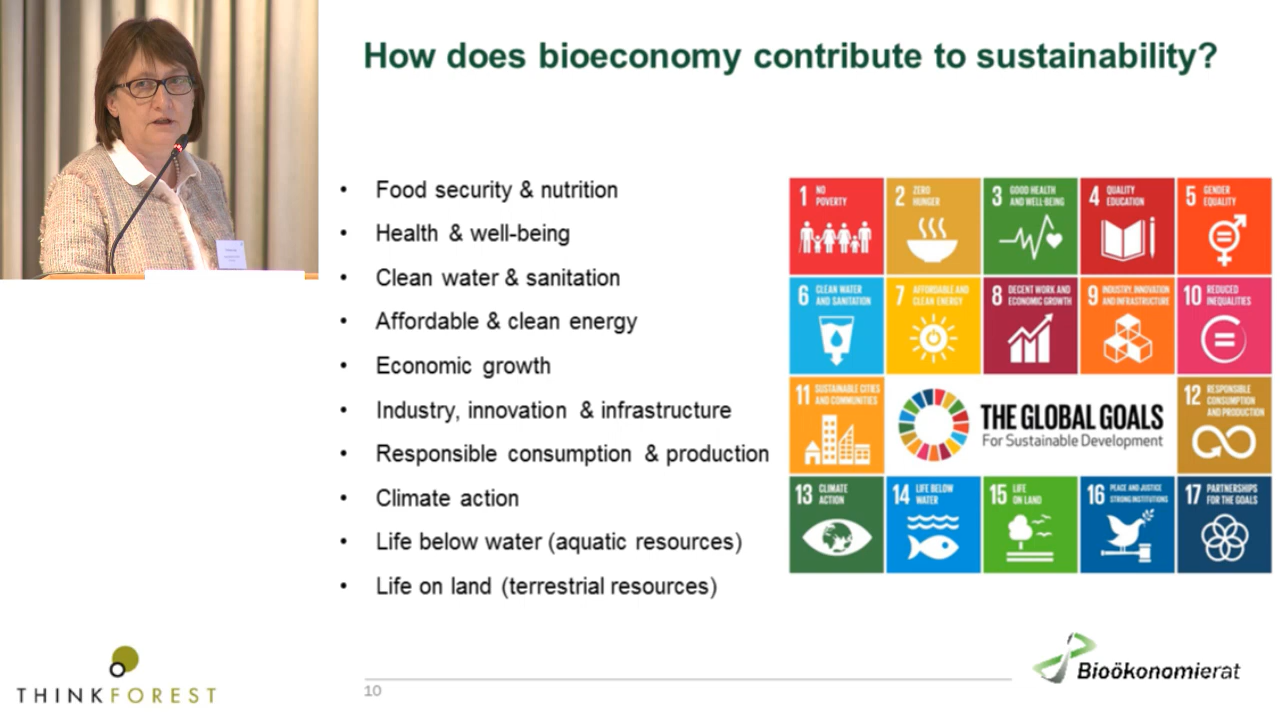 How does bioeconomy contribute to sustainability?
• Food security & nutrition
• Health & well-being
• Clean water & sanitation
• Affordable & clean energy
• Economic growth
• Industry, innovation & infrastructure
• Responsible consumption & production
• Climate action
• Life below water (aquatic resources)
• Life on land (terrestrial resources)
1 NO
POVERTY
2 ZERO
HUNGER
3 GOOD HEALTH
AND WELL-BEING
4 QUALITY
EDUCATION
5 GENDER
EQUALITY
6 CLEAN WATER
AND SANITATION
7 AFFORDABLE AND
CLEAN ENERGY
8 DECENT WORK AND
ECONOMIC GROWTH
9 INDUSTRY, INNOVATION
AND INFRASTRUCTURE
10 REDUCED
INEQUALITIES
11 SUSTAINABLE CITIES
AND COMMUNITIES
THE GLOBAL GOALS
For Sustainable Development
12 RESPONSIBLE
CONSUMPTION
AND PRODUCTION
13 CLIMATE
ACTION
14 LIFE BELOW
WATER
15 LIFE
ON LAND
16 PEACE AND JUSTICE
STRONG INSTITUTIONS
17 PARTNERSHIPS
FOR THE GOALS
THINKFOREST
10
Bioökonomierat